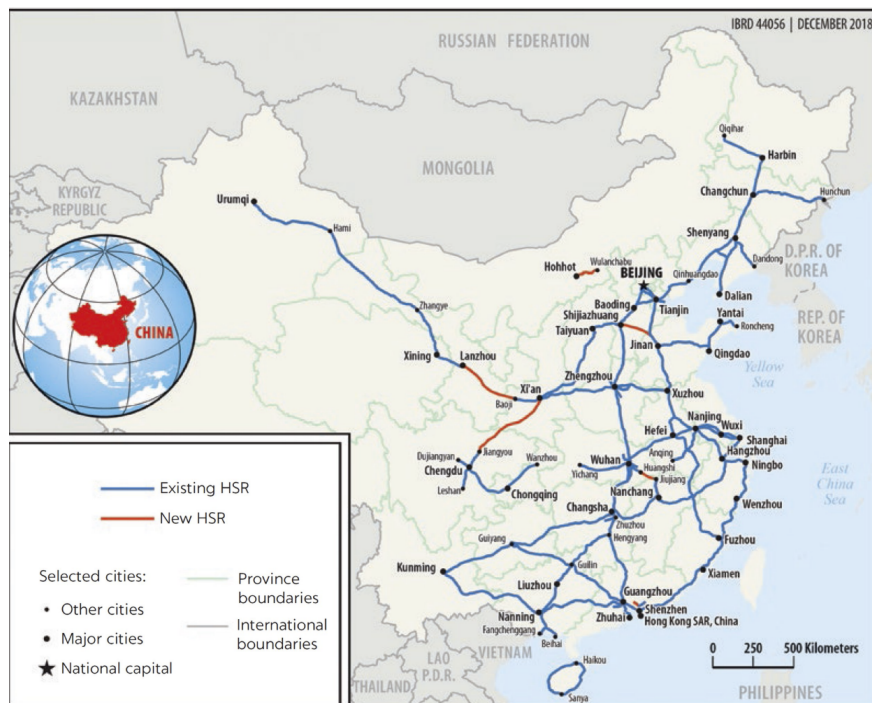 IBRD 44056 | DECEMBER 2018
RUSSIAN FEDERATION
KAZAKHSTAN
MONGOLIA
KYRGYZ
REPUBLIC
D.P.R. OF
KOREA
REP. OF
KOREA
Qiqihar
Harbin
Changchun
Hunchun
Shenyang
Dandong
Urumqi
Hami
Hohhot
Wulanchabu
BEIJING
Qinhuangdao
Dalian
Baoding
Tianjin
Shijiazhuang
Yantai
Roncheng
Taiyuan
Jinan
Qingdao
Yellow
Sea
Zhangye
Xining
Lanzhou
CHINA
Zhengzhou
Xi'an
Baoji
Xuzhou
Nanjing
Hefei
Wuxi
Shanghai
Jiangyou
Anqing
Hangzhou
Dujiangyan
Wanzhou
Wuhan
Huangshi
Ningbo
Chengdu
Yichang
Jiujiang
East
China
Sea
Leshan
Chongqing
Nanchang
Wenzhou
Changsha
Zhuzhou
Guiyang
Hengyang
Fuzhou
Kunming
Guilin
Xiamen
Liuzhou
Guangzhou
Shenzhen
Nanning
Zhuhai
Hong Kong SAR, China
Fangchenggang
Beihai
VIETNAM
LAO
P.D.R.
Haikou
Sanya
THAILAND
PHILIPPINES
0 250 500 Kilometers
Existing HSR
New HSR
Selected cities:
Other cities
Major cities
National capital
Province
boundaries
International
boundaries